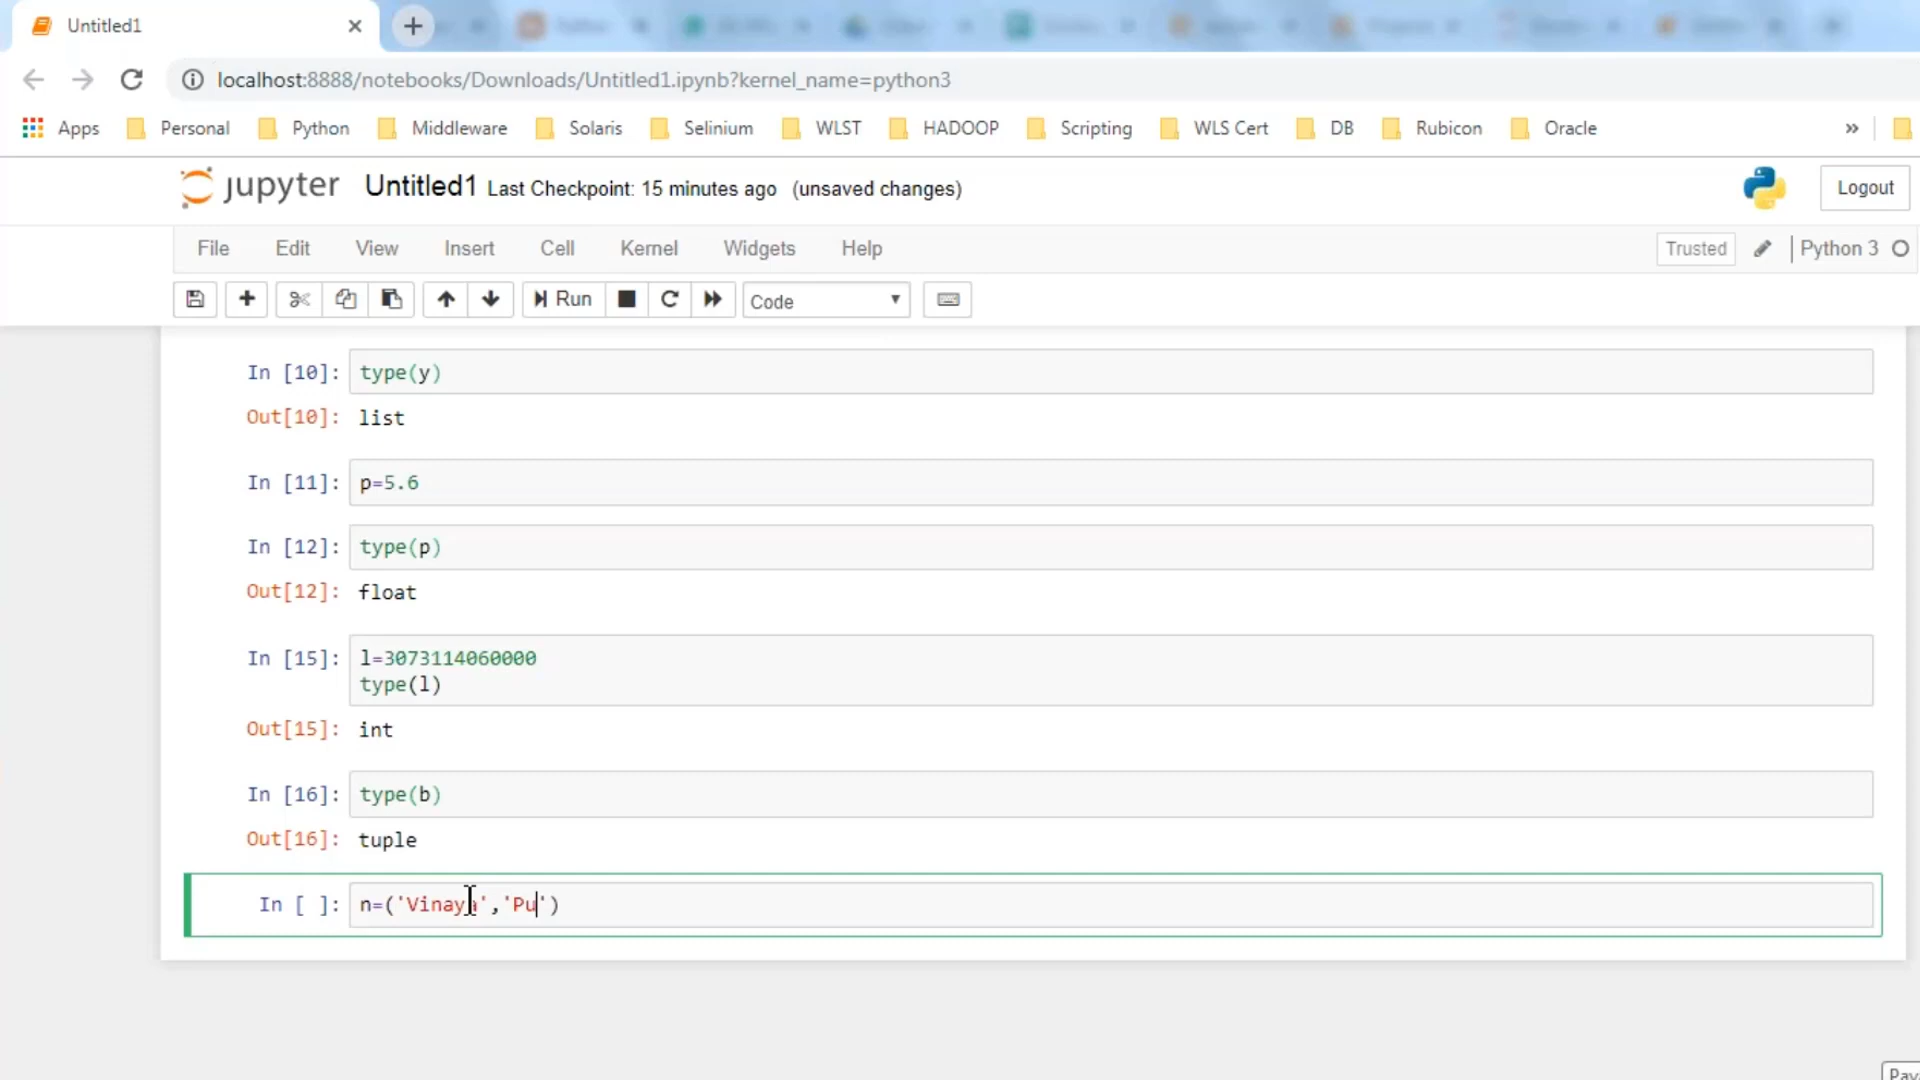 Untitled1
localhost:8888/notebooks/Downloads/Untitled1.ipynb?kernel_name=python3
Apps Personal Python Middleware Solaris Selinium WLST HADOOP Scripting WLS Cert DB Rubicon Oracle »
jupyter Untitled1 Last Checkpoint: 15 minutes ago (unsaved changes) Logout
File Edit View Insert Cell Kernel Widgets Help Trusted Python 3
Run Code
In [10]: type(y)
Out[10]: list
In [11]: p=5.6
In [12]: type(p)
Out[12]: float
In [15]: l=3073114060000
type(l)
Out[15]: int
In [16]: type(b)
Out[16]: tuple
In [ ]: n=('Vinaya','Pu')